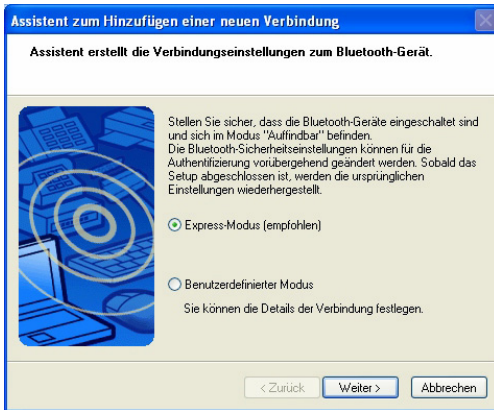 Assistent zum Hinzufügen einer neuen Verbindung
Assistent erstellt die Verbindungseinstellungen zum Bluetooth-Gerät.
Stellen Sie sicher, dass die Bluetooth-Geräte eingeschaltet sind
und sich im Modus "Auffindbar" befinden.
Die Bluetooth-Sicherheitseinstellungen können für die
Authentifizierung vorübergehend geändert werden. Sobald das
Setup abgeschlossen ist, werden die ursprünglichen
Einstellungen wiederhergestellt.
Express-Modus (empfohlen)
Benutzerdefinierter Modus
Sie können die Details der Verbindung festlegen.
< Zurück Weiter > Abbrechen